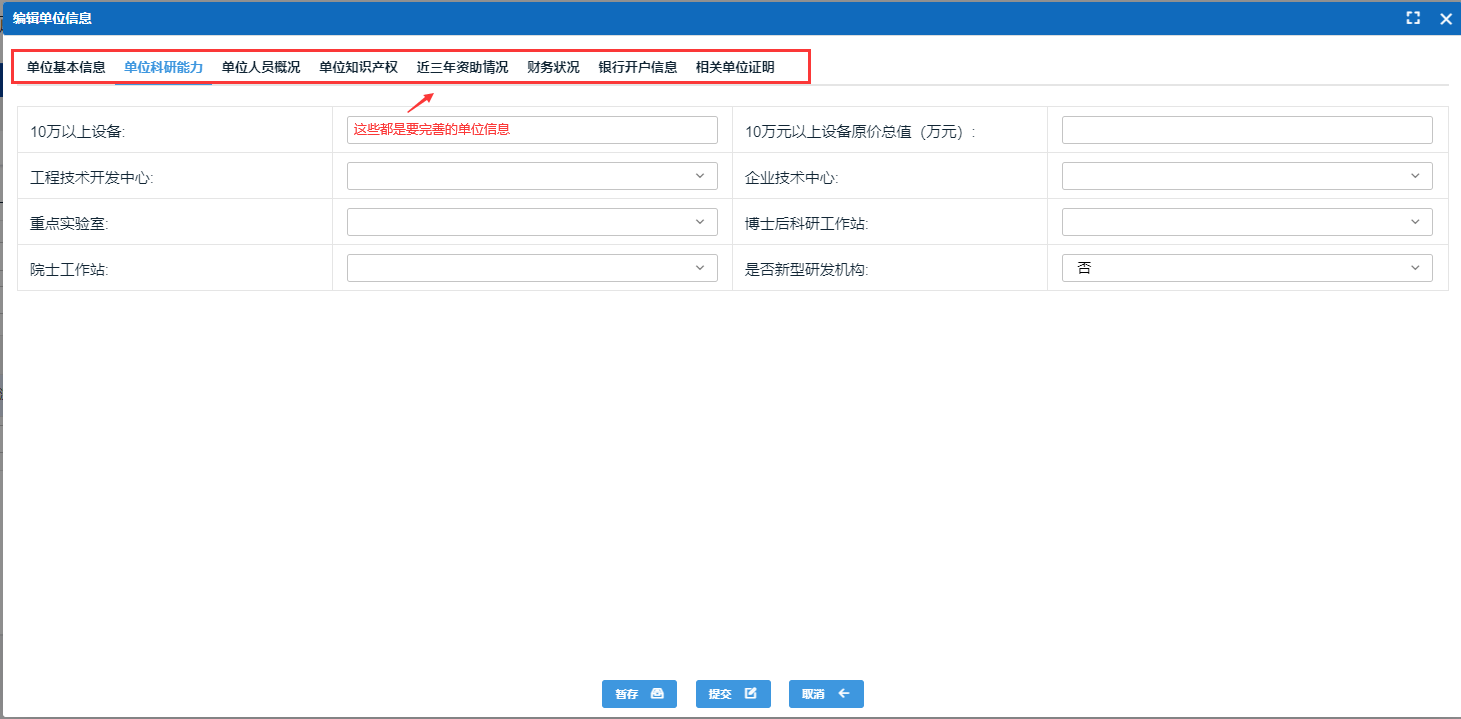 编辑单位信息
单位基本信息 单位科研能力 单位人员概况 单位知识产权 近三年资助情况 财务状况 银行开户信息 相关单位证明
10万以上设备: 这些都是要完善的单位信息 10万元以上设备原价总值（万元）:
工程技术开发中心: 企业技术中心:
重点实验室: 博士后科研工作站:
院士工作站: 是否新型研发机构: 否
暂存 提交 取消